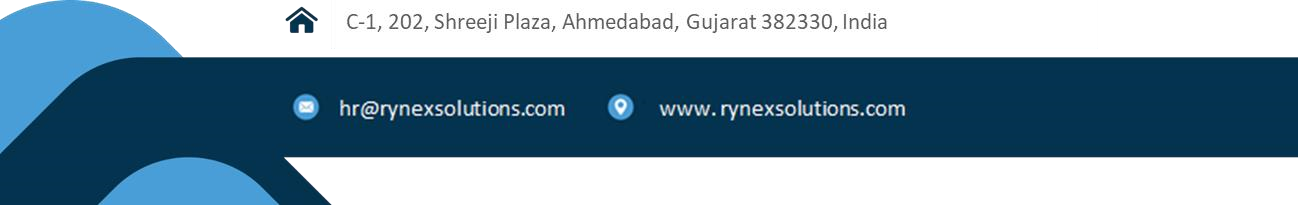 C-1, 202, Shreeji Plaza, Ahmedabad, Gujarat 382330, India
hr@rynexsolutions.com www. rynexsolutions.com